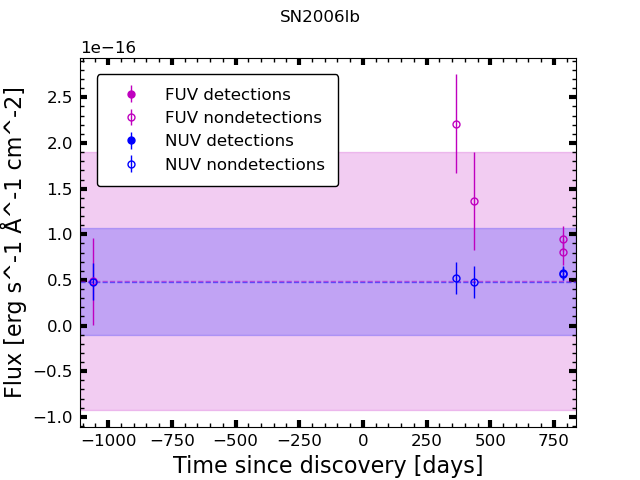 SN2006lb
1e−16
Flux [erg s^-1 Å^-1 cm^-2]
2.5
2.0
1.5
1.0
0.5
0.0
−0.5
−1.0
FUV detections
FUV nondetections
NUV detections
NUV nondetections
−1000 −750 −500 −250 0 250 500 750
Time since discovery [days]